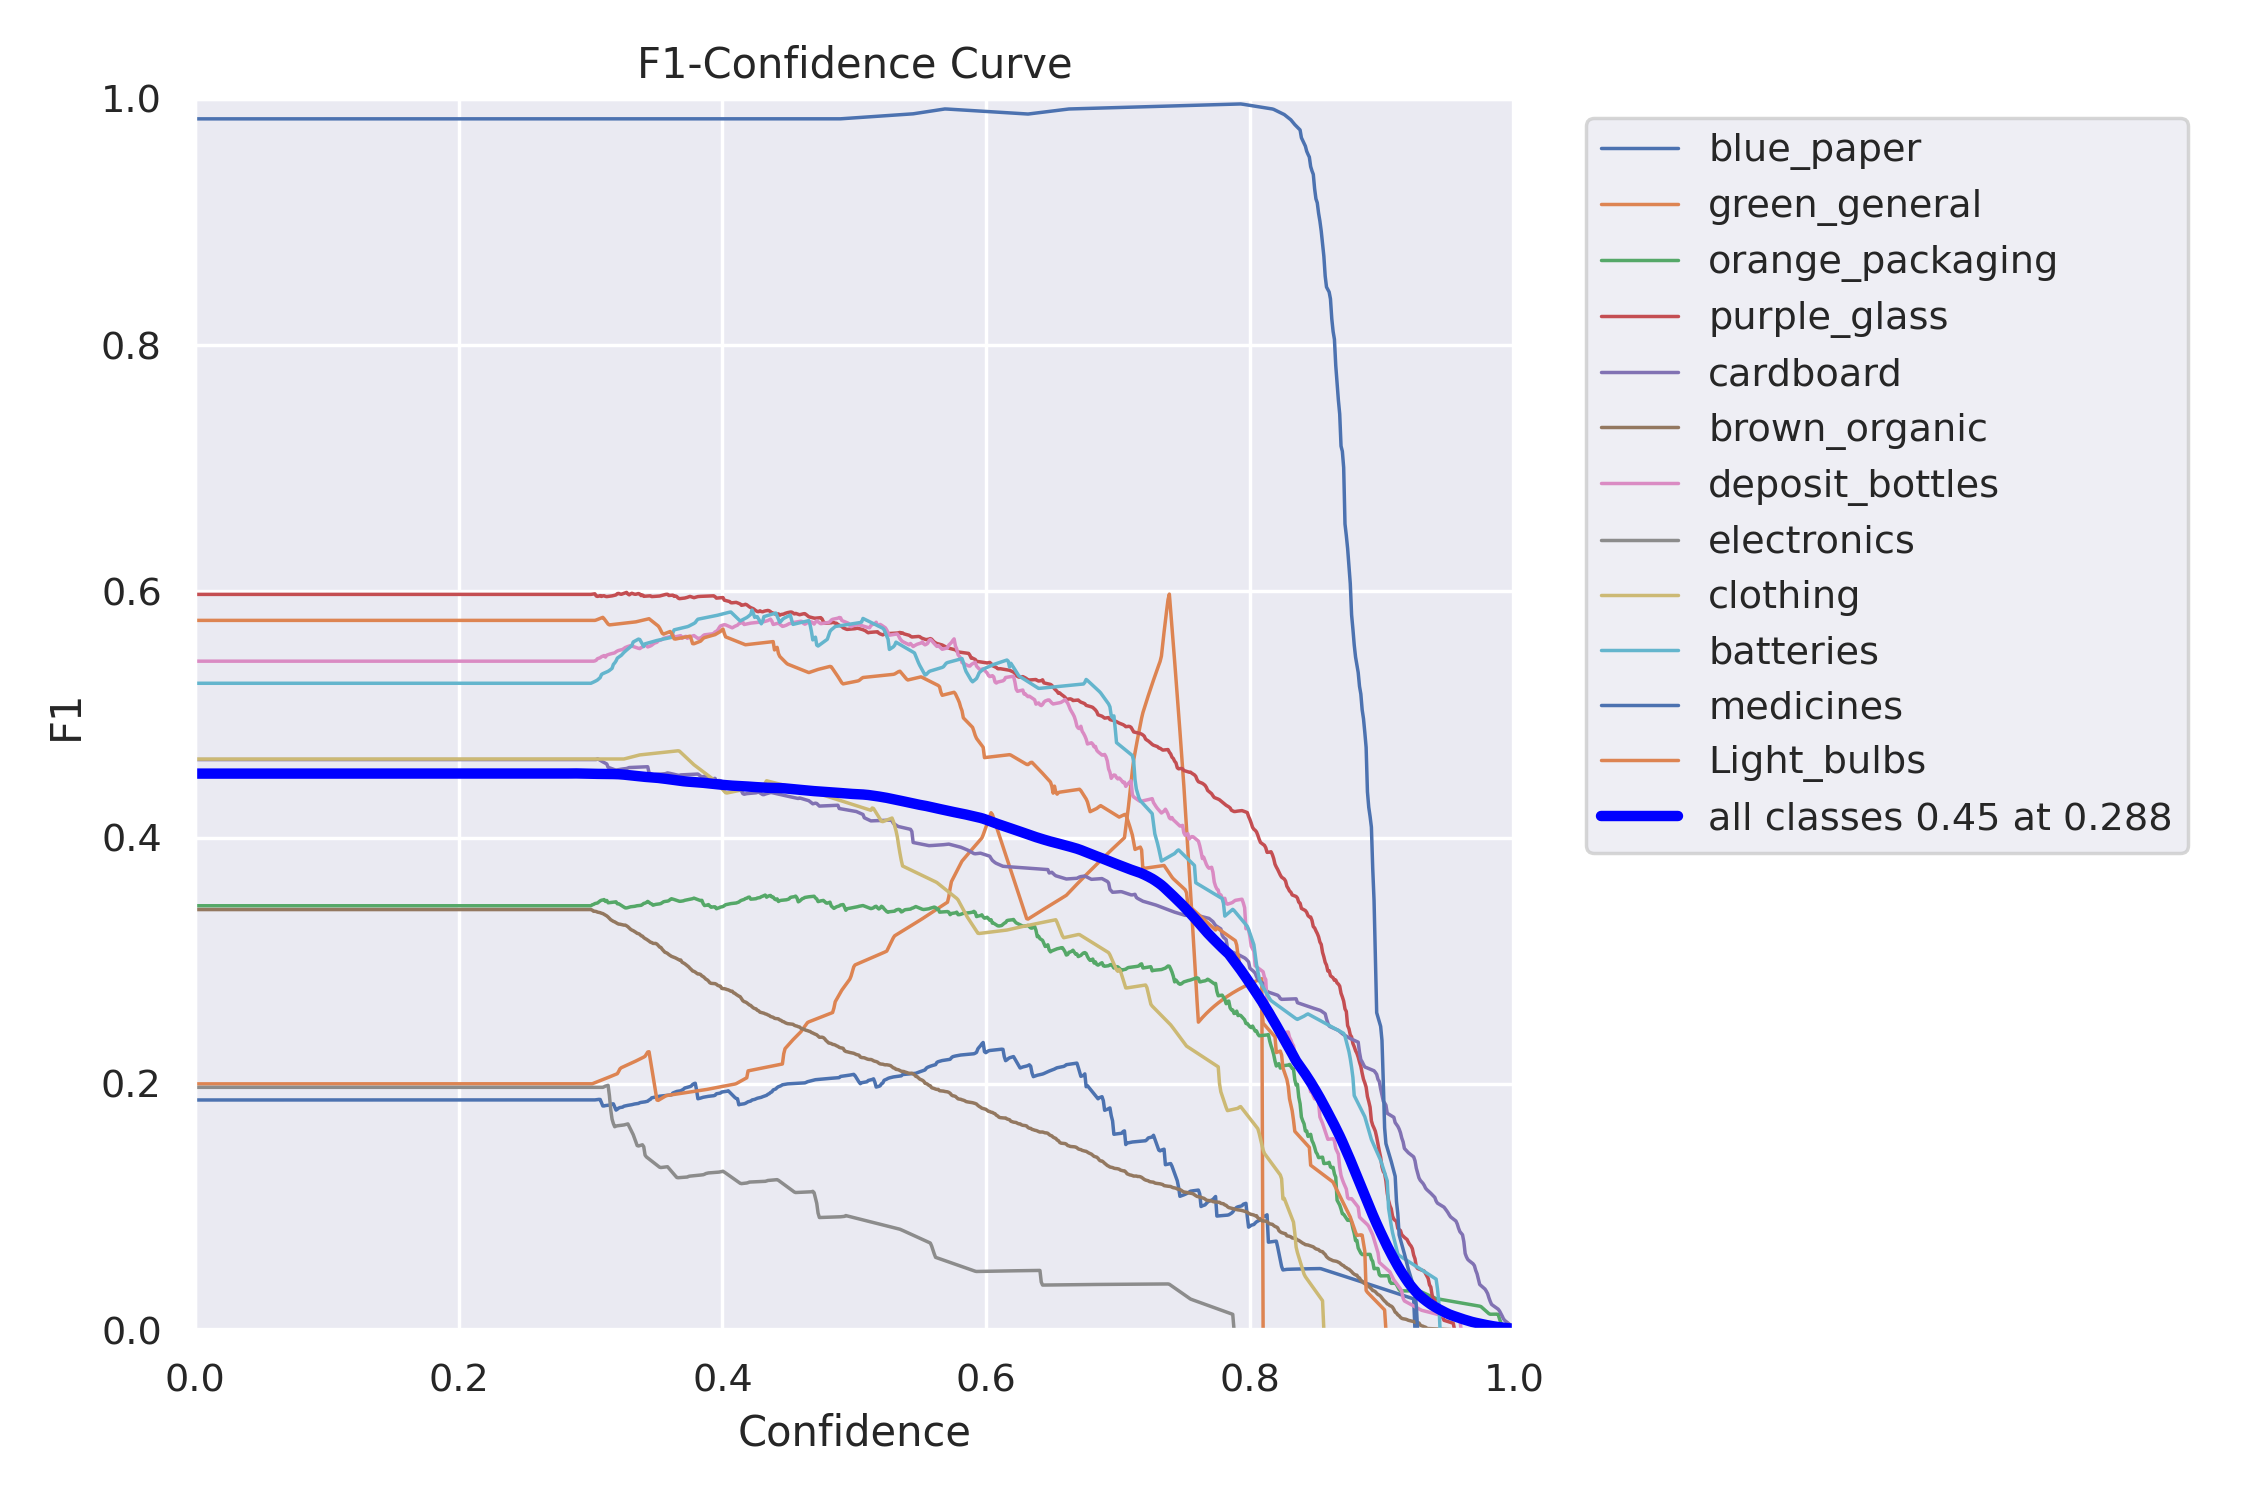 F1-Confidence Curve
1.0
0.8
0.6
0.4
0.2
0.0
F1
0.0 0.2 0.4 0.6 0.8 1.0
Confidence
blue_paper
green_general
orange_packaging
purple_glass
cardboard
brown_organic
deposit_bottles
electronics
clothing
batteries
medicines
Light_bulbs
all classes 0.45 at 0.288